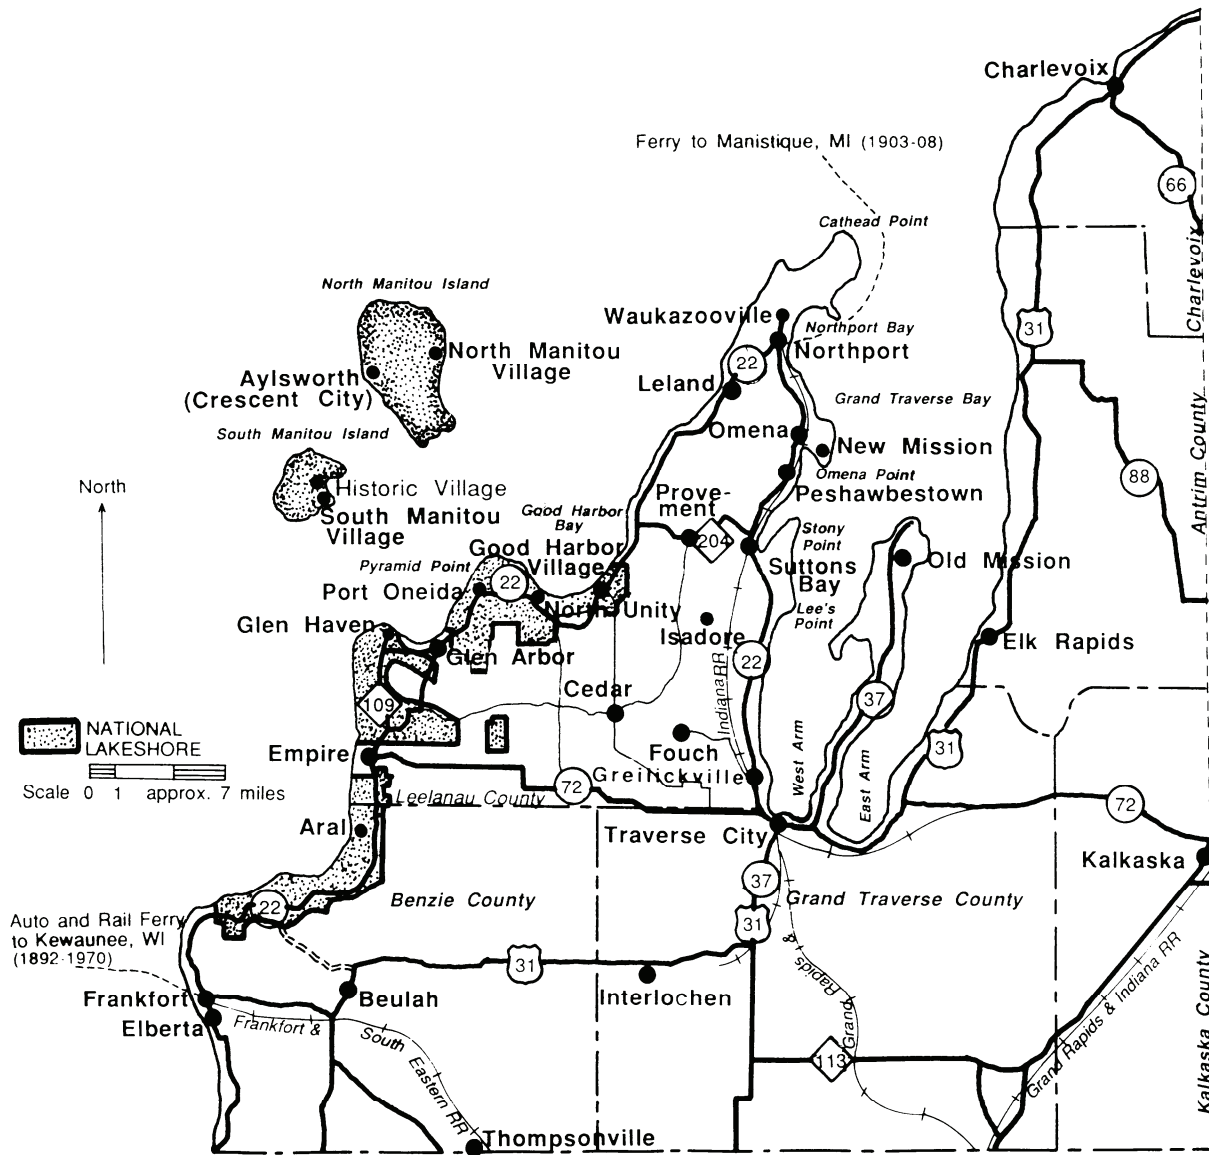 Charlevoix
Ferry to Manistique, MI (1903-08)
66
Cathead Point
Charlevoix
North Manitou Island
Waukazooville
Northport Bay
31
North Manitou
Village
Northport
22
Aylsworth
(Crescent City)
Leland
Grand Traverse Bay
South Manitou Island
Omena
New Mission
Antrim County
North
Historic Village
Omena Point
88
Prove-
ment
Peshawbestown
South Manitou
Village
Good Harbor
Bay
Stony
Point
204
Good Harbor
Village
Pyramid Point
Suttons
Bay
Old Mission
22
Port Oneida
North Unity
Lee's
Point
Glen Haven
Isadore
Elk Rapids
Glen Arbor
22
Indiana RR
Cedar
37
109
NATIONAL
LAKESHORE
Empire
Fouch
31
West Arm
East Arm
Greilickville
Scale 0 1 approx. 7 miles
Leelanau County
72
72
Aral
Traverse City
Kalkaska
37
Benzie County
Grand Traverse County
22
Auto and Rail Ferry
to Kewaunee, WI
(1892-1970)
31
31
Grand Rapids &
Grand Rapids & Indiana RR
Interlochen
Frankfort
Beulah
Elberta
Frankfort & South Eastern RR
113
Kalkaska County
Thompsonville